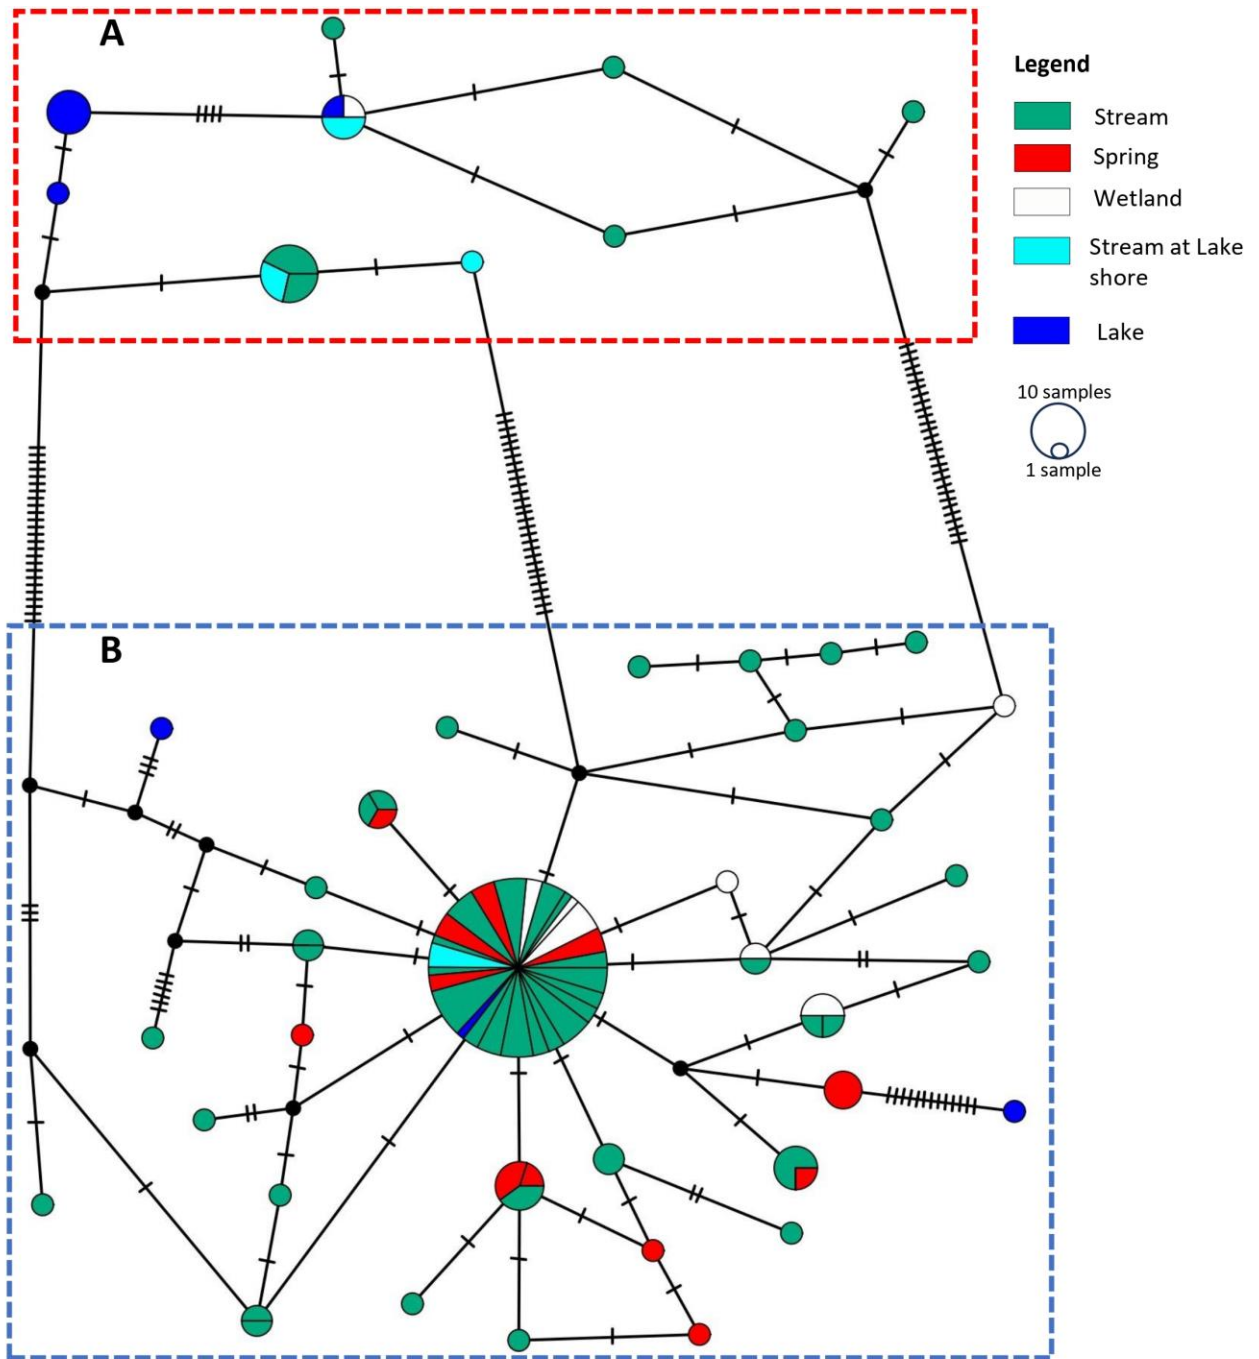 A
Legend
Stream
Spring
Wetland
Stream at Lake
shore
Lake
10 samples
1 sample
B